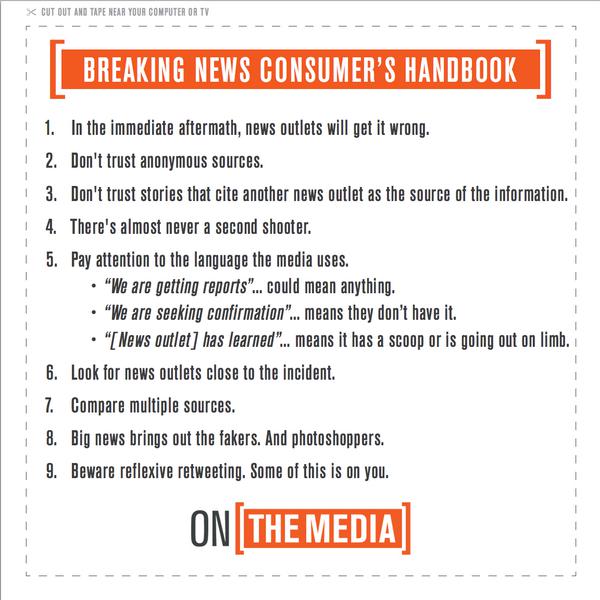 CUT OUT AND TAPE NEAR YOUR COMPUTER OR TV
BREAKING NEWS CONSUMER'S HANDBOOK
1. In the immediate aftermath, news outlets will get it wrong.
2. Don't trust anonymous sources.
3. Don't trust stories that cite another news outlet as the source of the information.
4. There's almost never a second shooter.
5. Pay attention to the language the media uses.
• “We are getting reports”... could mean anything.
• “We are seeking confirmation”... means they don’t have it.
• “[News outlet] has learned”... means it has a scoop or is going out on limb.
6. Look for news outlets close to the incident.
7. Compare multiple sources.
8. Big news brings out the fakers. And photoshoppers.
9. Beware reflexive retweeting. Some of this is on you.
ON [THE MEDIA]